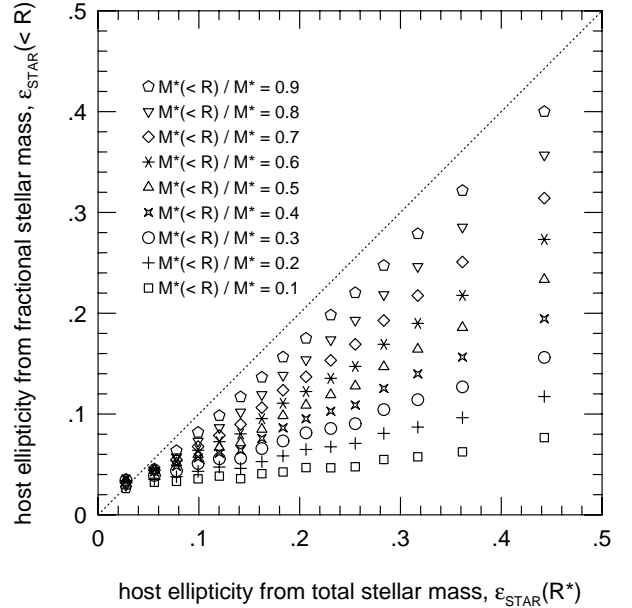 host ellipticity from fractional stellar mass, ε_STAR(< R)
.5
.4
.3
.2
.1
0
M*(< R) / M* = 0.9
M*(< R) / M* = 0.8
M*(< R) / M* = 0.7
M*(< R) / M* = 0.6
M*(< R) / M* = 0.5
M*(< R) / M* = 0.4
M*(< R) / M* = 0.3
M*(< R) / M* = 0.2
M*(< R) / M* = 0.1
0 .1 .2 .3 .4 .5
host ellipticity from total stellar mass, ε_STAR(R*)